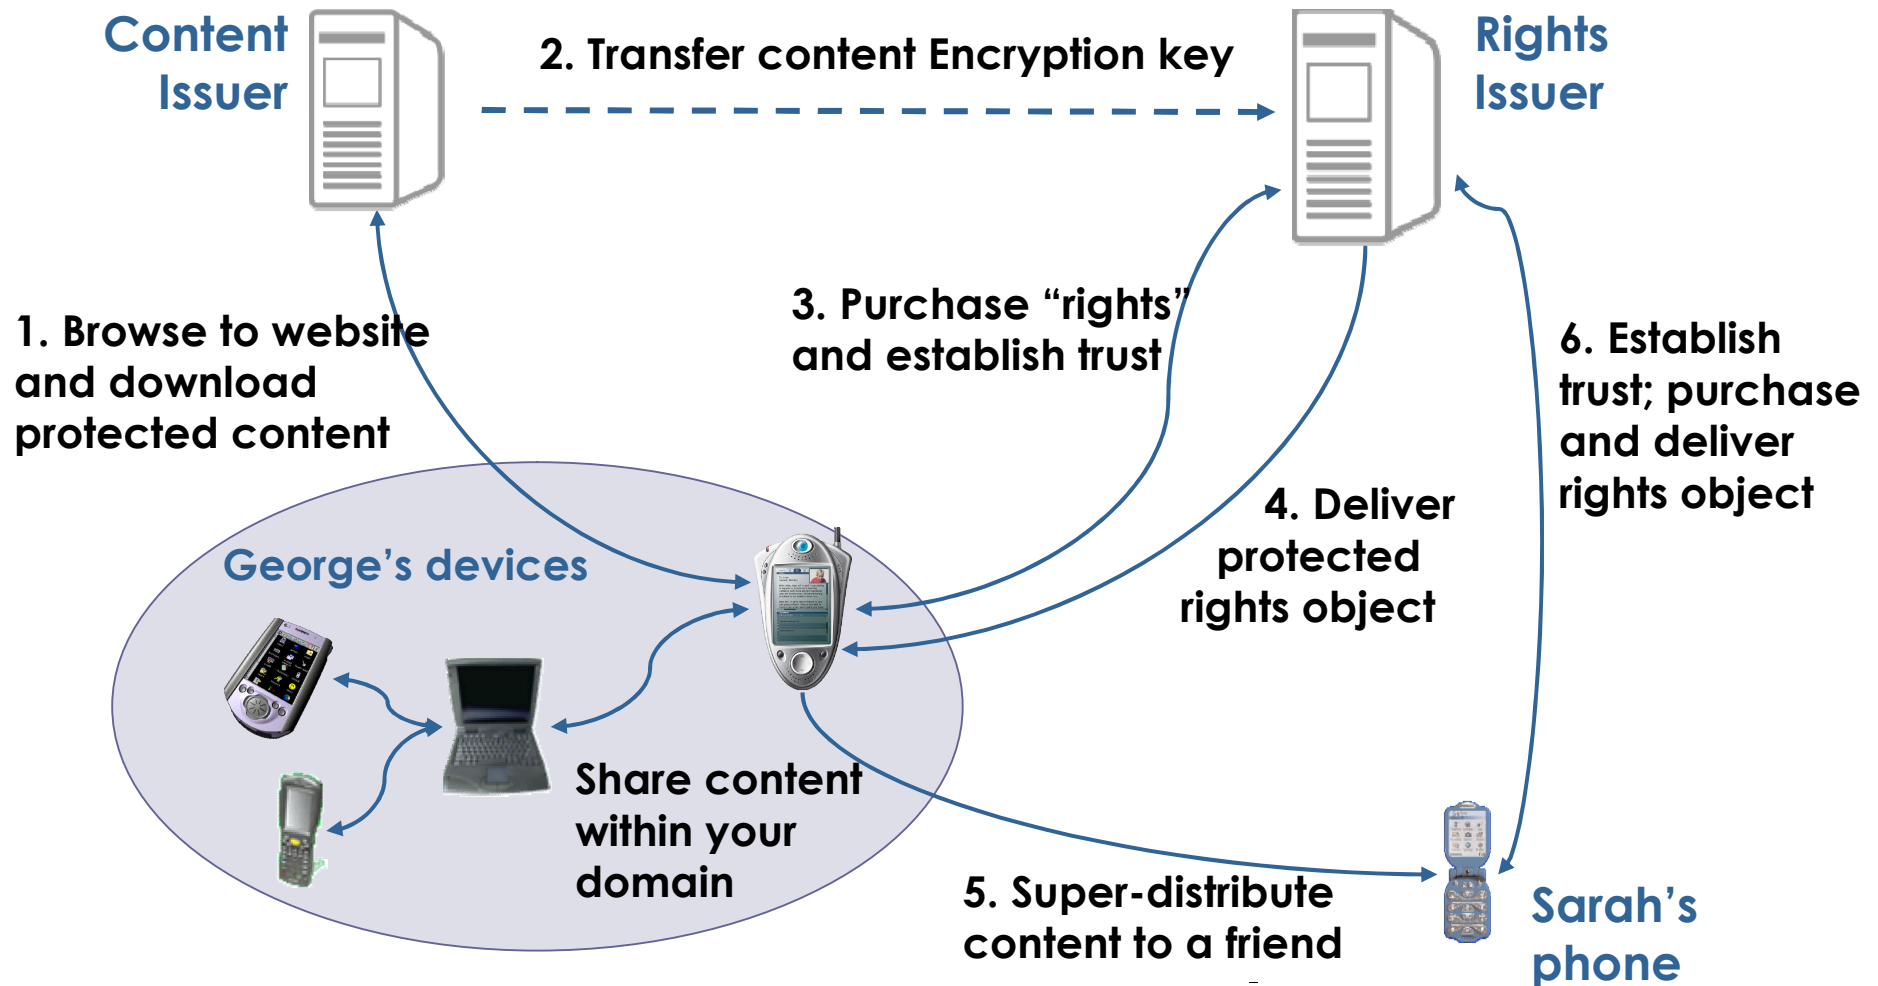 Content
Issuer
2. Transfer content Encryption key
Rights
Issuer
1. Browse to website
and download
protected content
3. Purchase “rights”
and establish trust
6. Establish
trust; purchase
and deliver
rights object
4. Deliver
protected
rights object
George’s devices
Share content
within your
domain
5. Super-distribute
content to a friend
Sarah’s
phone